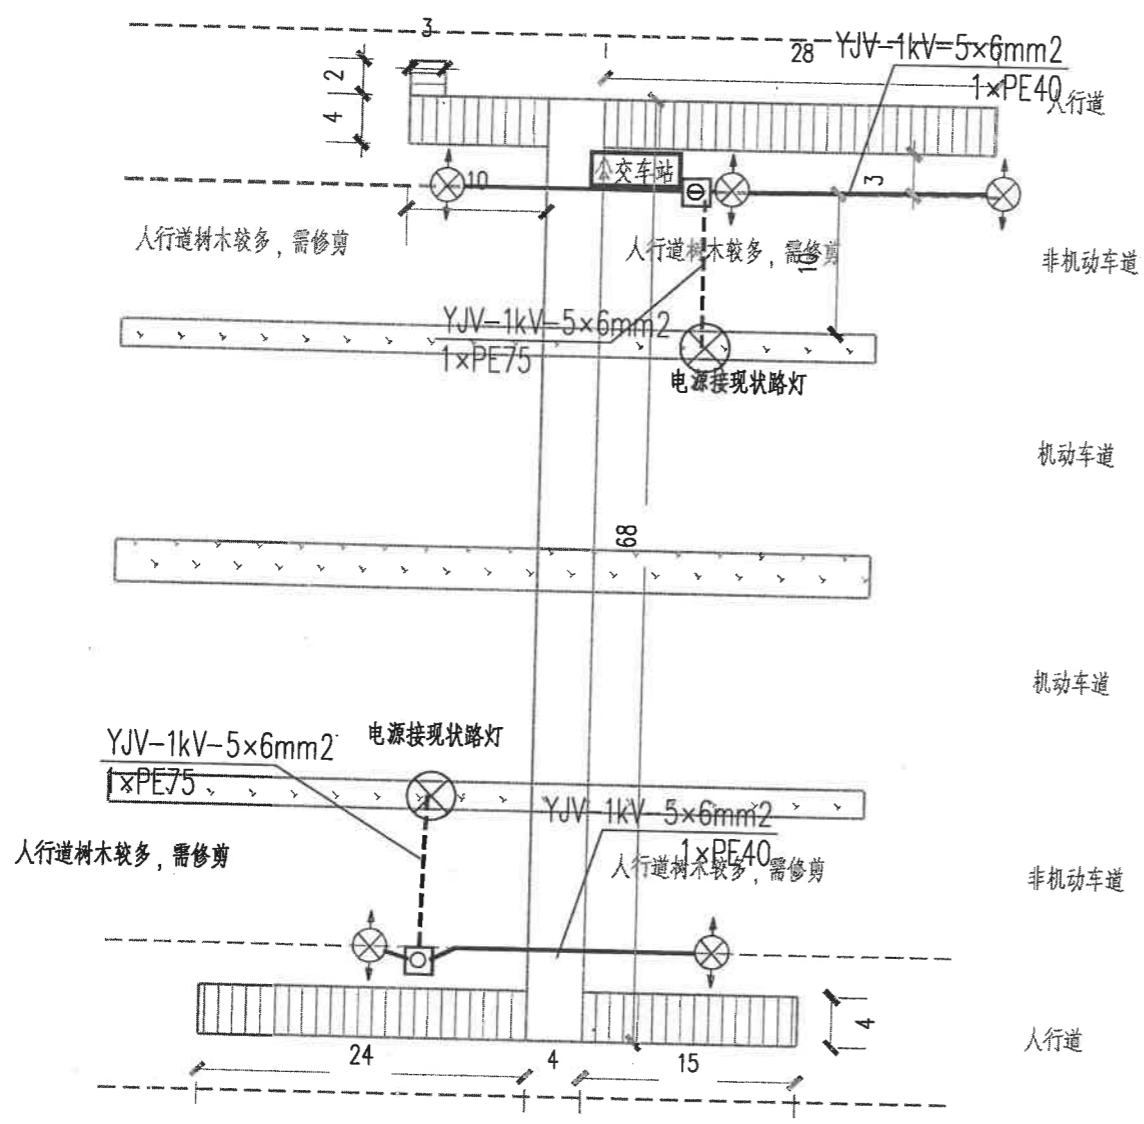 3
28
YJV-1kV=5×6mm2
1×PE40
人行道
2
4
交车站
10
3
人行道树木较多，需修剪
人行道树木较多，需修剪
10
非机动车道
YJV-1kV-5×6mm2
1×PE75
电源接现状路灯
机动车道
68
机动车道
电源接现状路灯
YJV-1kV-5×6mm2
1×PE75
YJV-1kV-5×6mm2
1×PE40
人行道树木较多，需修剪
人行道树木较多，需修剪
非机动车道
4
人行道
24
4
15